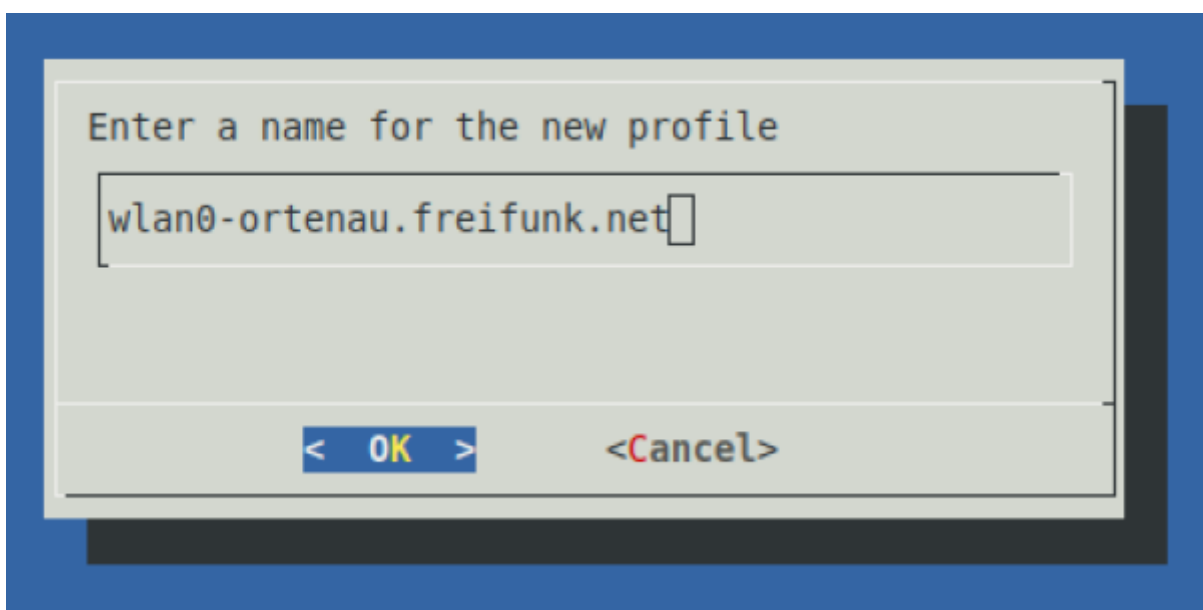 Enter a name for the new profile
wlan0-ortenau.freifunk.net
<  OK  > <Cancel>